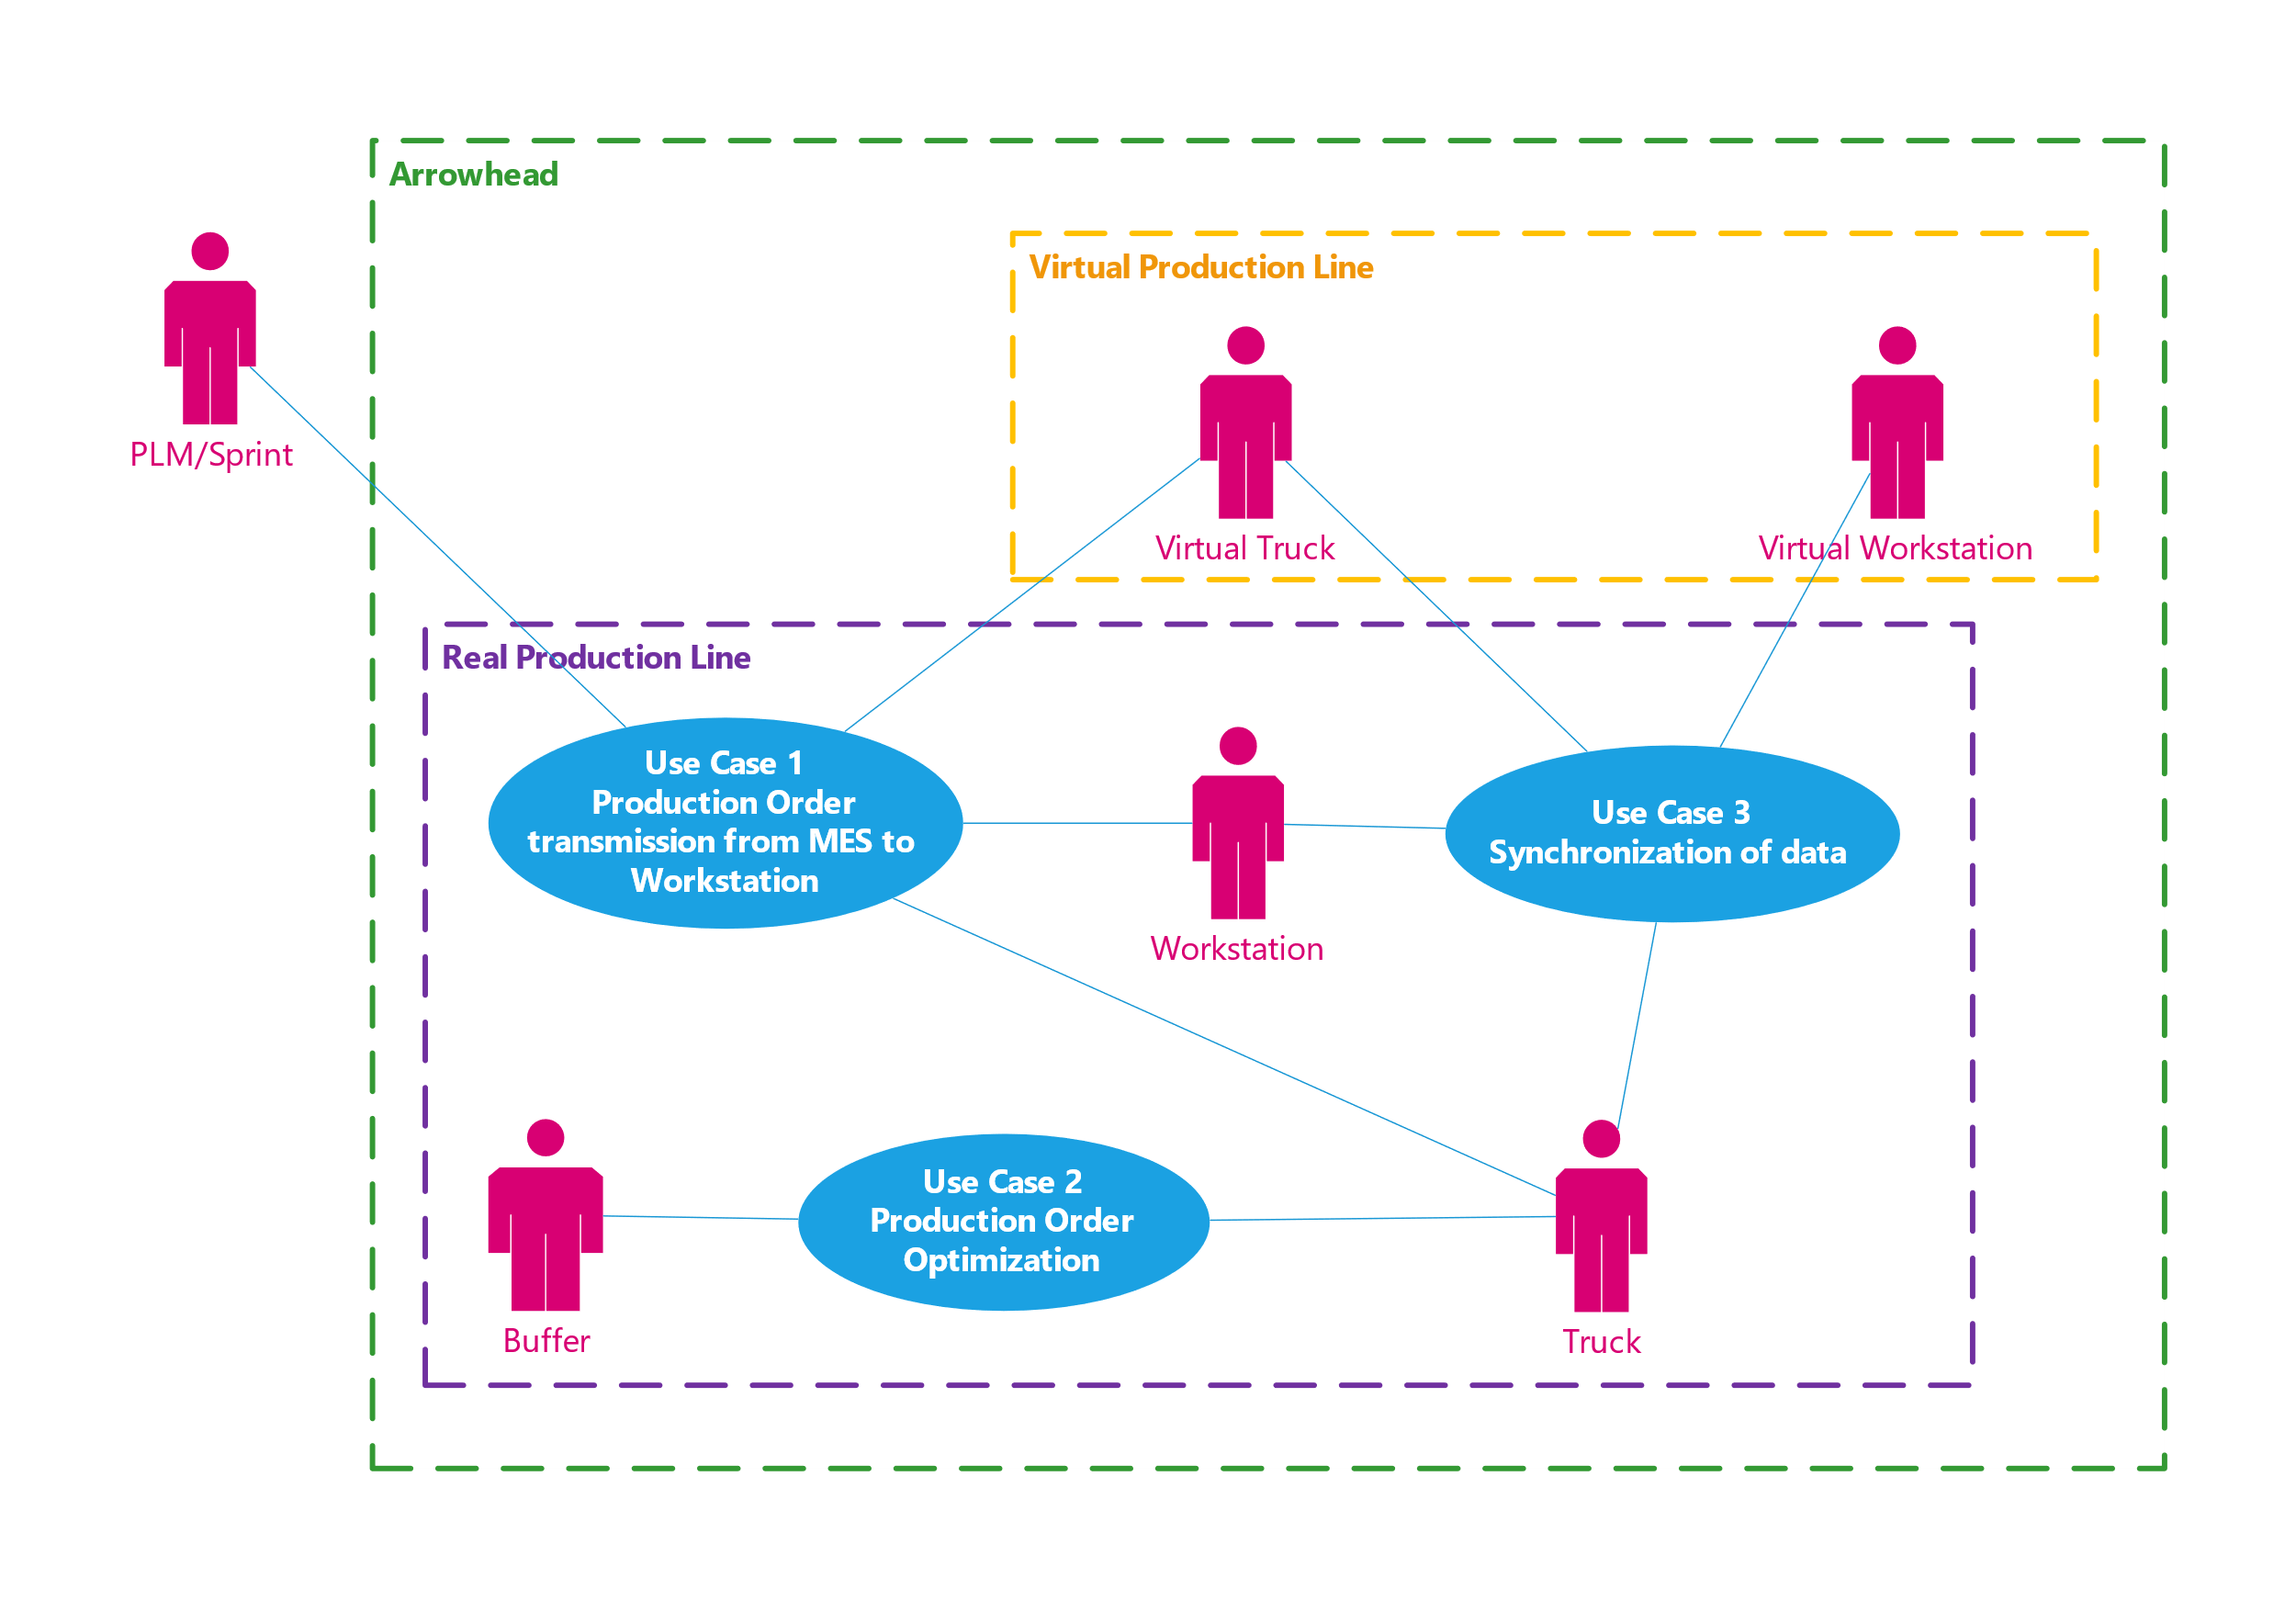 Arrowhead
Virtual Production Line
PLM/Sprint
Virtual Truck
Virtual Workstation
Real Production Line
Use Case 1
Production Order
transmission from MES to
Workstation
Workstation
Use Case 3
Synchronization of data
Buffer
Use Case 2
Production Order
Optimization
Truck